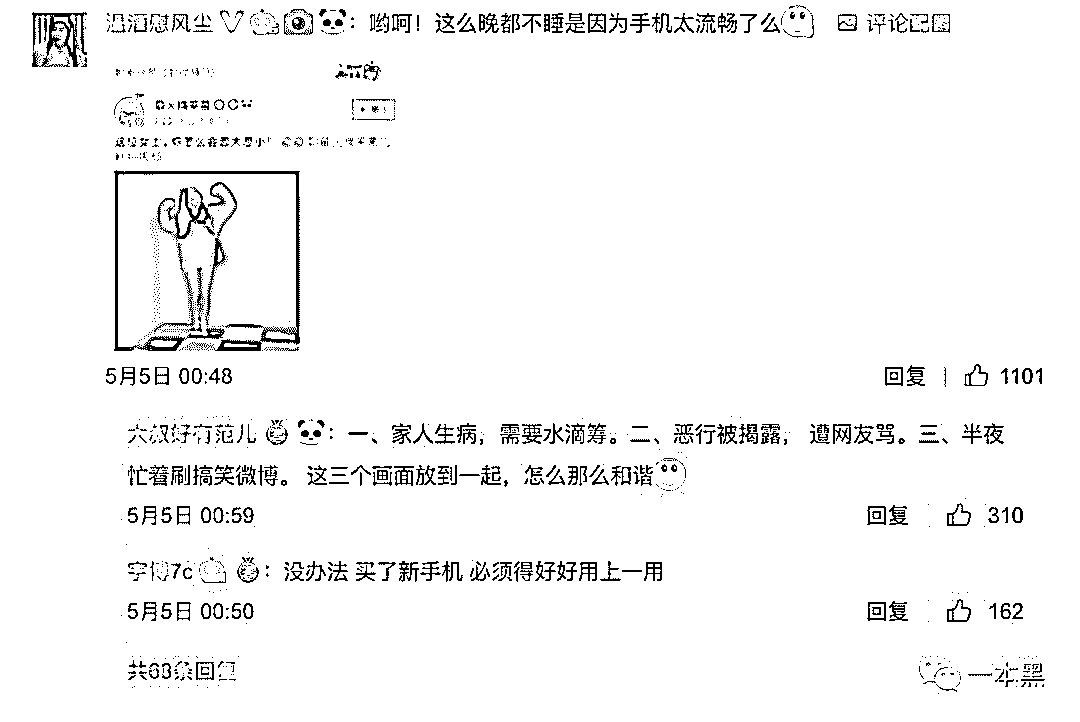 温酒慰风尘：哟呵！这么晚都不睡是因为手机太流畅了么 评论配图
5月5日 00:48 回复 1101
大叔好有范儿：一、家人生病，需要水滴筹。二、恶行被揭露， 遭网友骂。三、半夜
忙着刷搞笑微博。 这三个画面放到一起，怎么那么和谐
5月5日 00:59 回复 310
宇博7c：没办法 买了新手机 必须得好好用上一用
5月5日 00:50 回复 162
共68条回复
一本黑